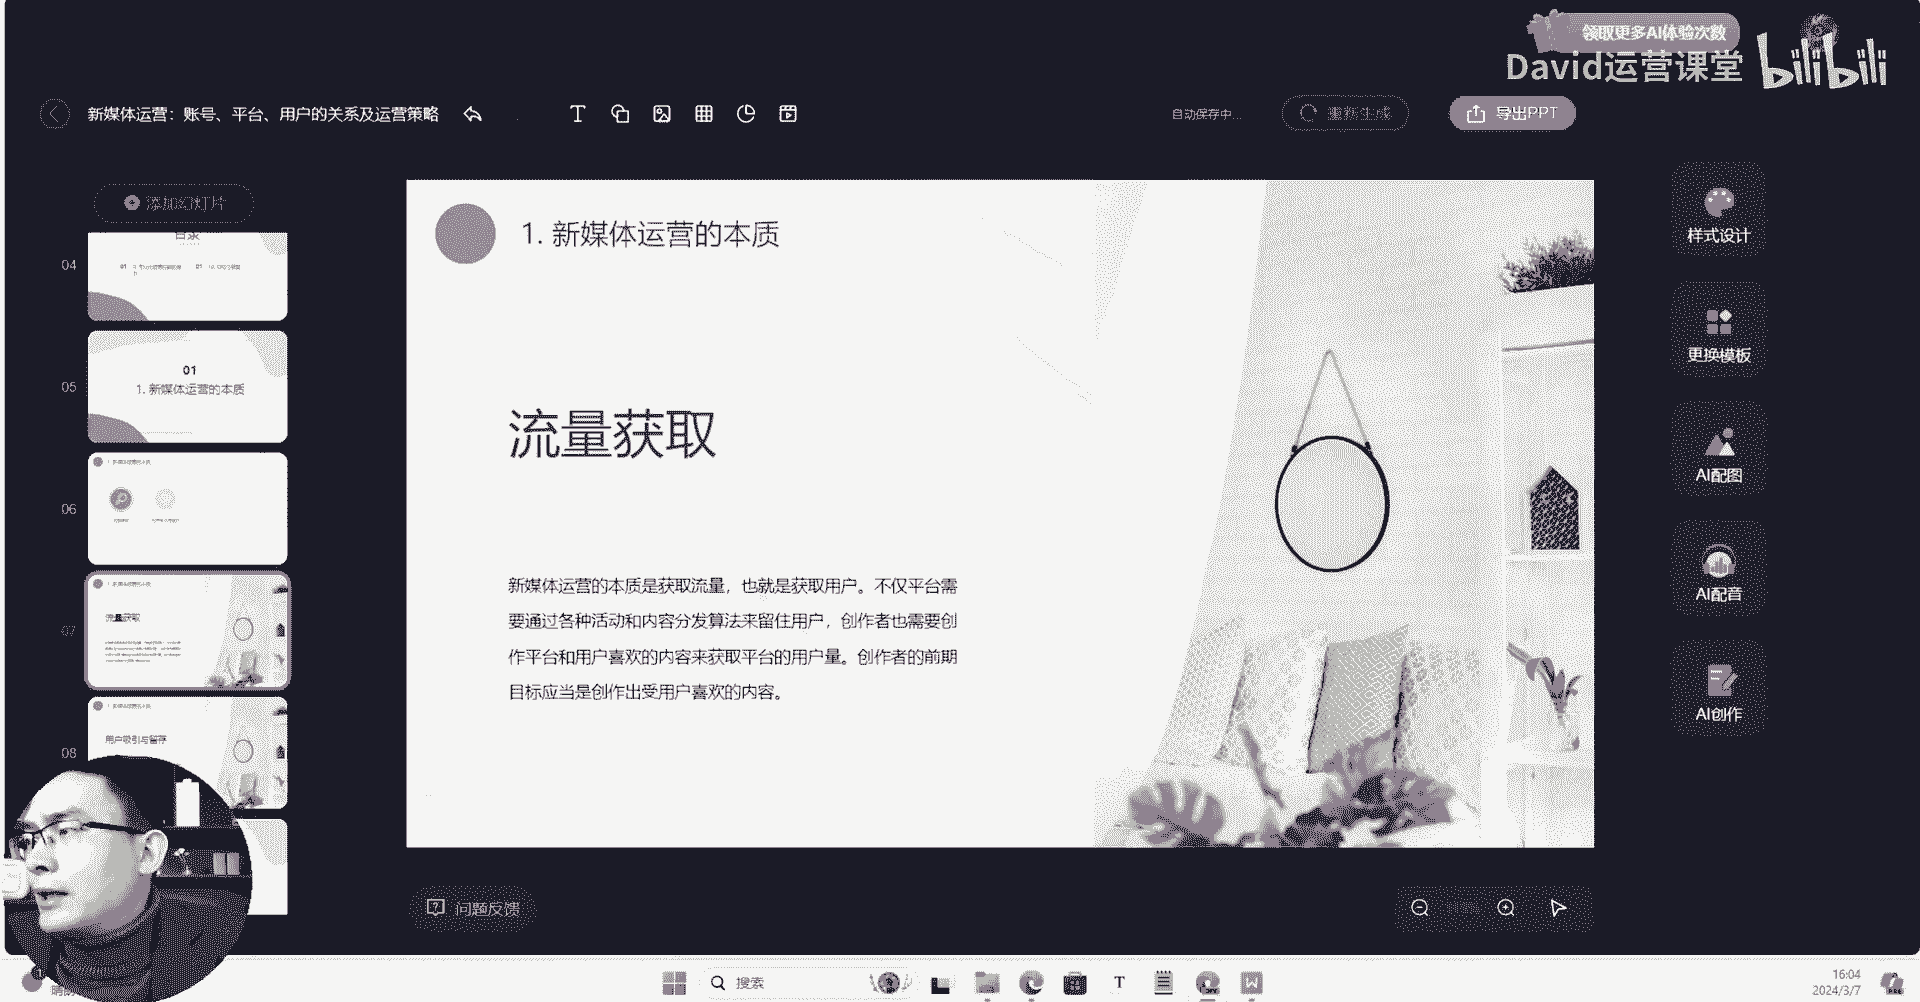 领取更多AI体验次数
David运营课堂 bilibili
新媒体运营：账号、平台、用户的关系及运营策略
自动保存中...
重新生成
导出PPT
添加幻灯片
04
目录
05
01
1. 新媒体运营的本质
06
07
流量获取
08
用户吸引与留存
1. 新媒体运营的本质
流量获取
新媒体运营的本质是获取流量，也就是获取用户。不仅平台需
要通过各种活动和内容分发算法来留住用户，创作者也需要创
作平台和用户喜欢的内容来获取平台的用户量。创作者的前期
目标应当是创作出受用户喜欢的内容。
样式设计
更换模板
AI配图
AI配音
AI创作
问题反馈
搜索
16:04
2024/3/7